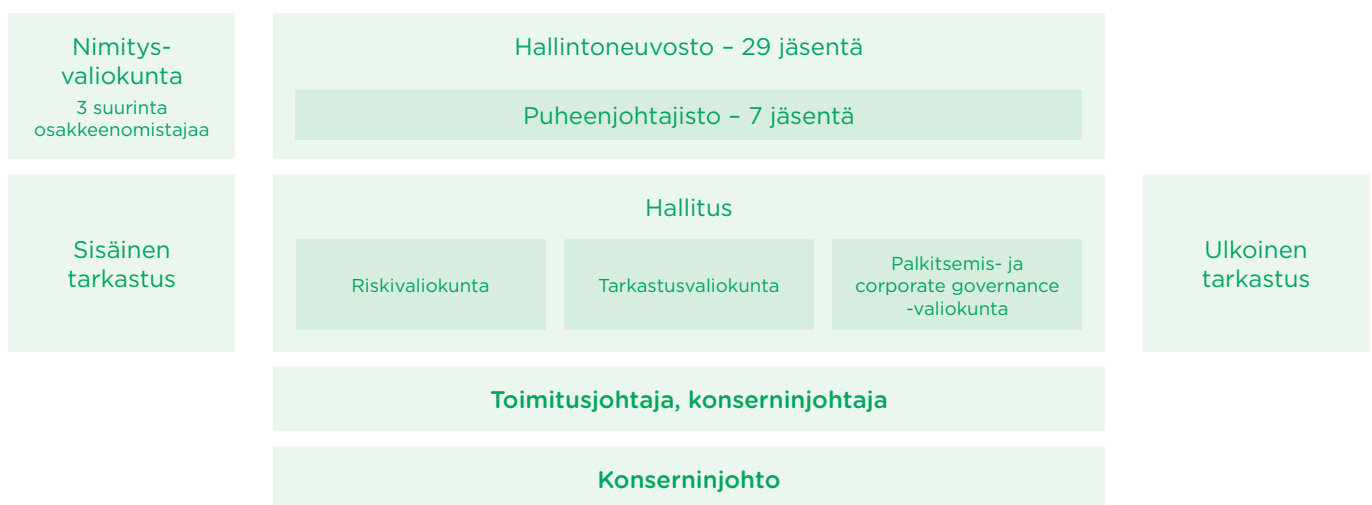 Nimitys-
valiokunta
3 suurinta
osakkeenomistajaa
Hallintoneuvosto – 29 jäsentä
Puheenjohtajisto – 7 jäsentä
Sisäinen
tarkastus
Hallitus
Riskivaliokunta
Tarkastusvaliokunta
Palkitsemis- ja
corporate governance
-valiokunta
Ulkoinen
tarkastus
Toimitusjohtaja, konserninjohtaja
Konserninjohto